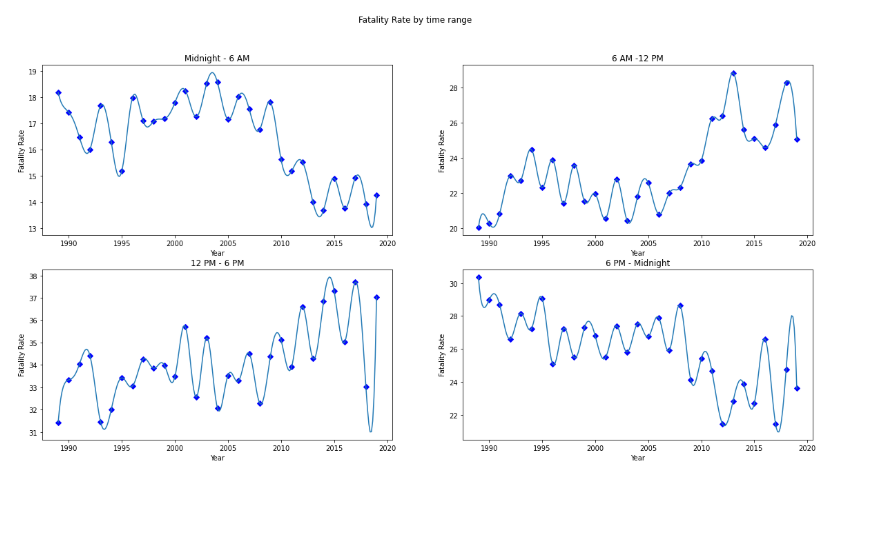 Fatality Rate by time range
Midnight - 6 AM
19
18
17
16
15
14
13
Fatality Rate
1990 1995 2000 2005 2010 2015 2020
Year
6 AM -12 PM
28
26
24
22
20
Fatality Rate
1990 1995 2000 2005 2010 2015 2020
Year
12 PM - 6 PM
38
37
36
35
34
33
32
31
Fatality Rate
1990 1995 2000 2005 2010 2015 2020
Year
6 PM - Midnight
30
28
26
24
22
Fatality Rate
1990 1995 2000 2005 2010 2015 2020
Year